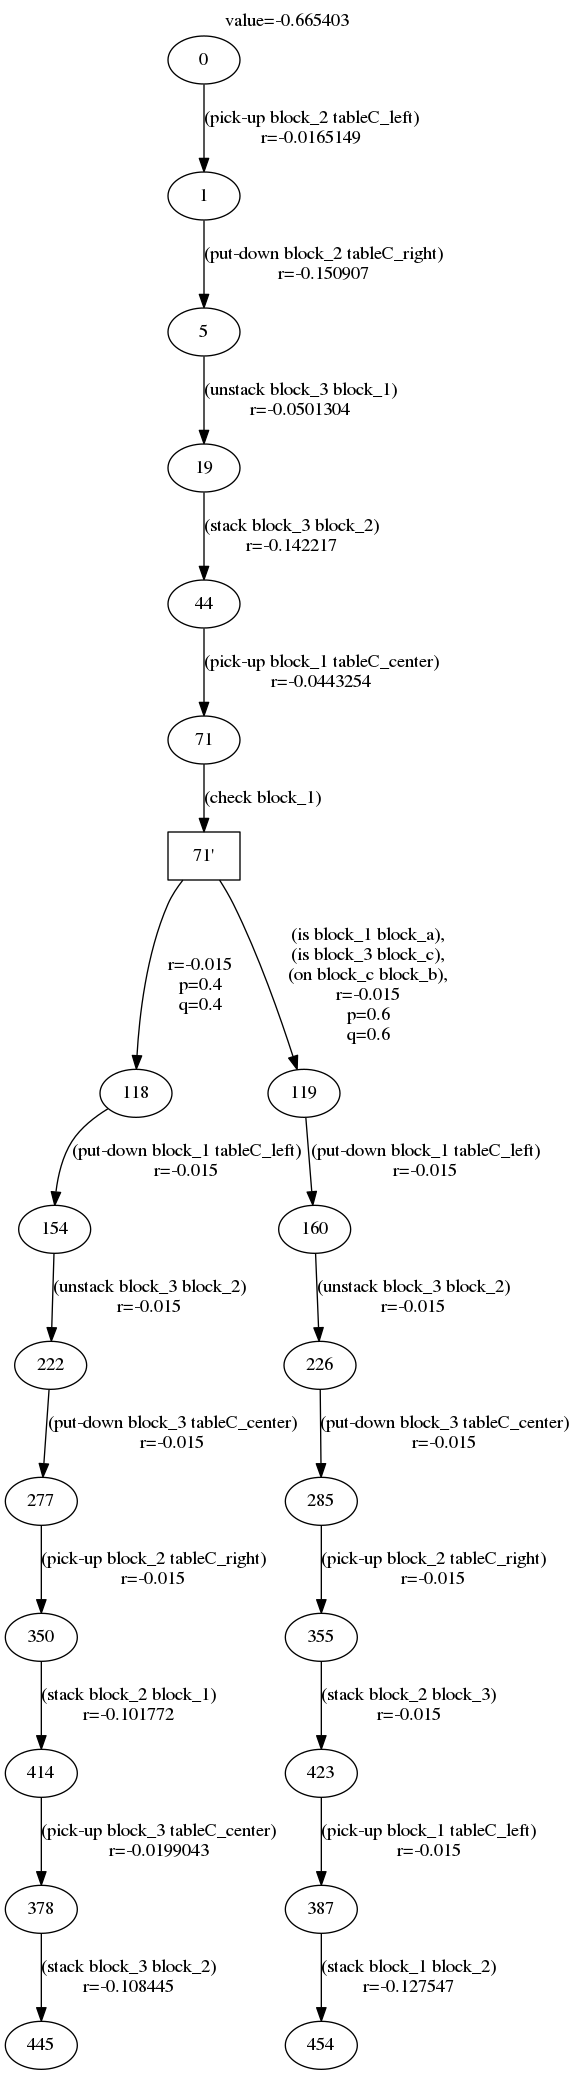 value=-0.665403
0
(pick-up block_2 tableC_left)
r=-0.0165149
1
(put-down block_2 tableC_right)
r=-0.150907
5
(unstack block_3 block_1)
r=-0.0501304
19
(stack block_3 block_2)
r=-0.142217
44
(pick-up block_1 tableC_center)
r=-0.0443254
71
(check block_1)
71'
r=-0.015
p=0.4
q=0.4
(is block_1 block_a),
(is block_3 block_c),
(on block_c block_b),
r=-0.015
p=0.6
q=0.6
118
119
(put-down block_1 tableC_left)
r=-0.015
(put-down block_1 tableC_left)
r=-0.015
154
160
(unstack block_3 block_2)
r=-0.015
(unstack block_3 block_2)
r=-0.015
222
226
(put-down block_3 tableC_center)
r=-0.015
(put-down block_3 tableC_center)
r=-0.015
277
285
(pick-up block_2 tableC_right)
r=-0.015
(pick-up block_2 tableC_right)
r=-0.015
350
355
(stack block_2 block_1)
r=-0.101772
(stack block_2 block_3)
r=-0.015
414
423
(pick-up block_3 tableC_center)
r=-0.0199043
(pick-up block_1 tableC_left)
r=-0.015
378
387
(stack block_3 block_2)
r=-0.108445
(stack block_1 block_2)
r=-0.127547
445
454